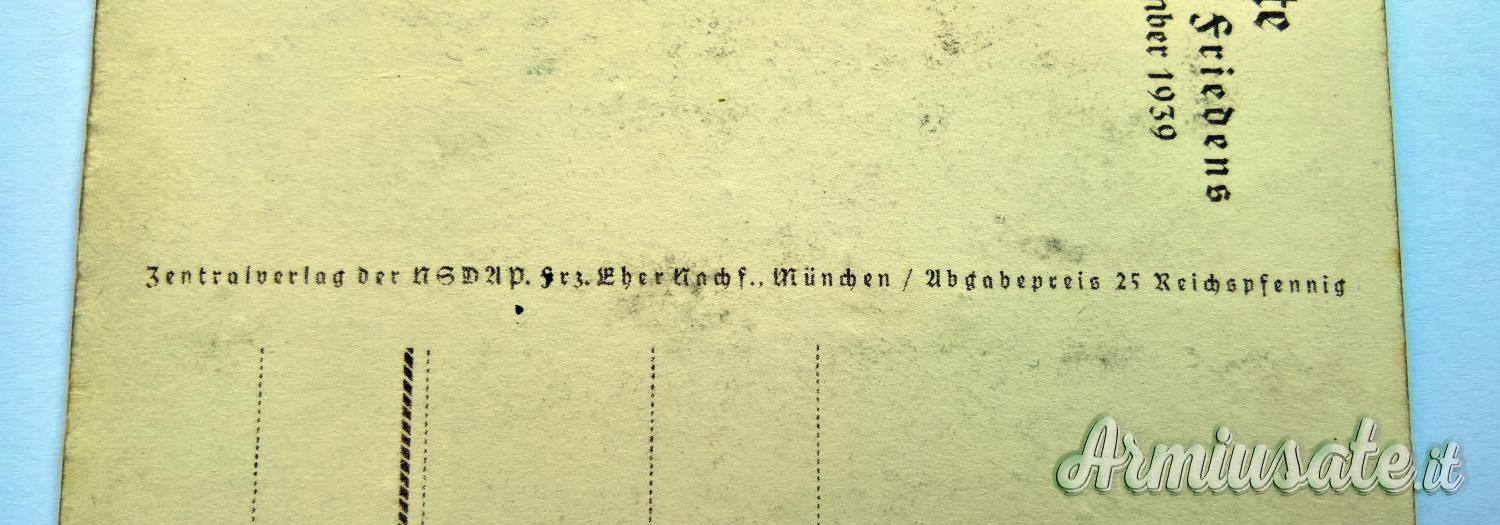 Friedens
1939
Zentralverlag der NSDAP. Frz. Eher Nachf., München / Abgabepreis 25 Reichspfennig
Armiusate.it